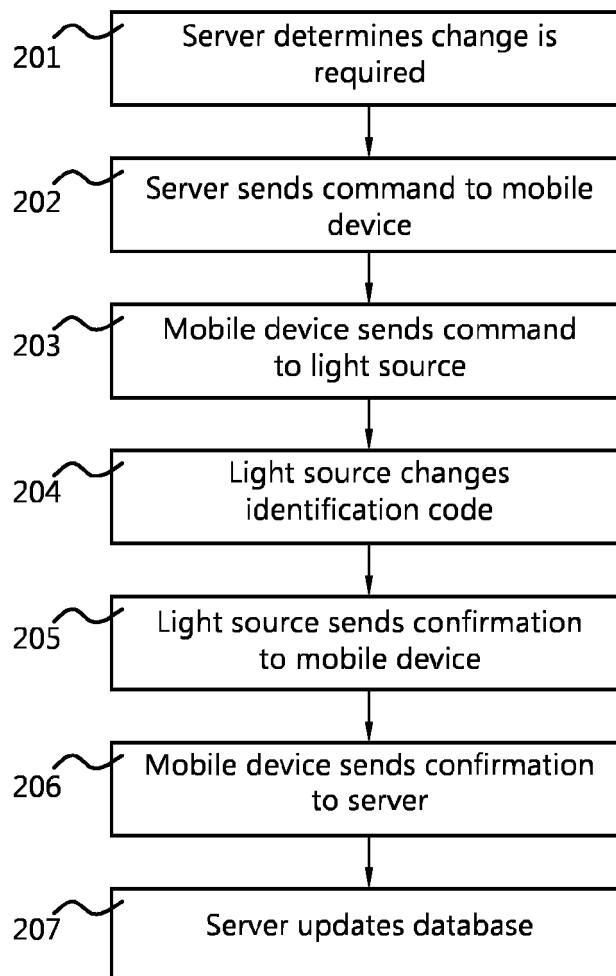 201
Server determines change is
required
202
Server sends command to mobile
device
203
Mobile device sends command
to light source
204
Light source changes
identification code
205
Light source sends confirmation
to mobile device
206
Mobile device sends confirmation
to server
207
Server updates database